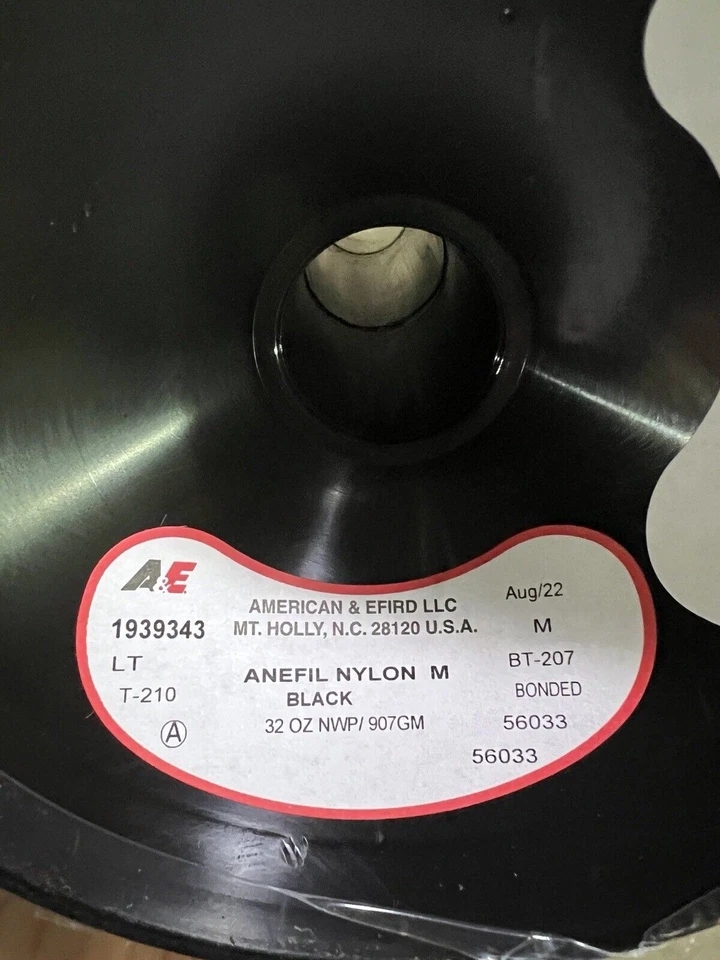 A&E
AMERICAN & EFIRD LLC
Aug/22
1939343
MT. HOLLY, N.C. 28120 U.S.A.
M
LT
ANEFIL NYLON M
BT-207
T-210
BLACK
BONDED
A
32 OZ NWP/ 907GM
56033
56033